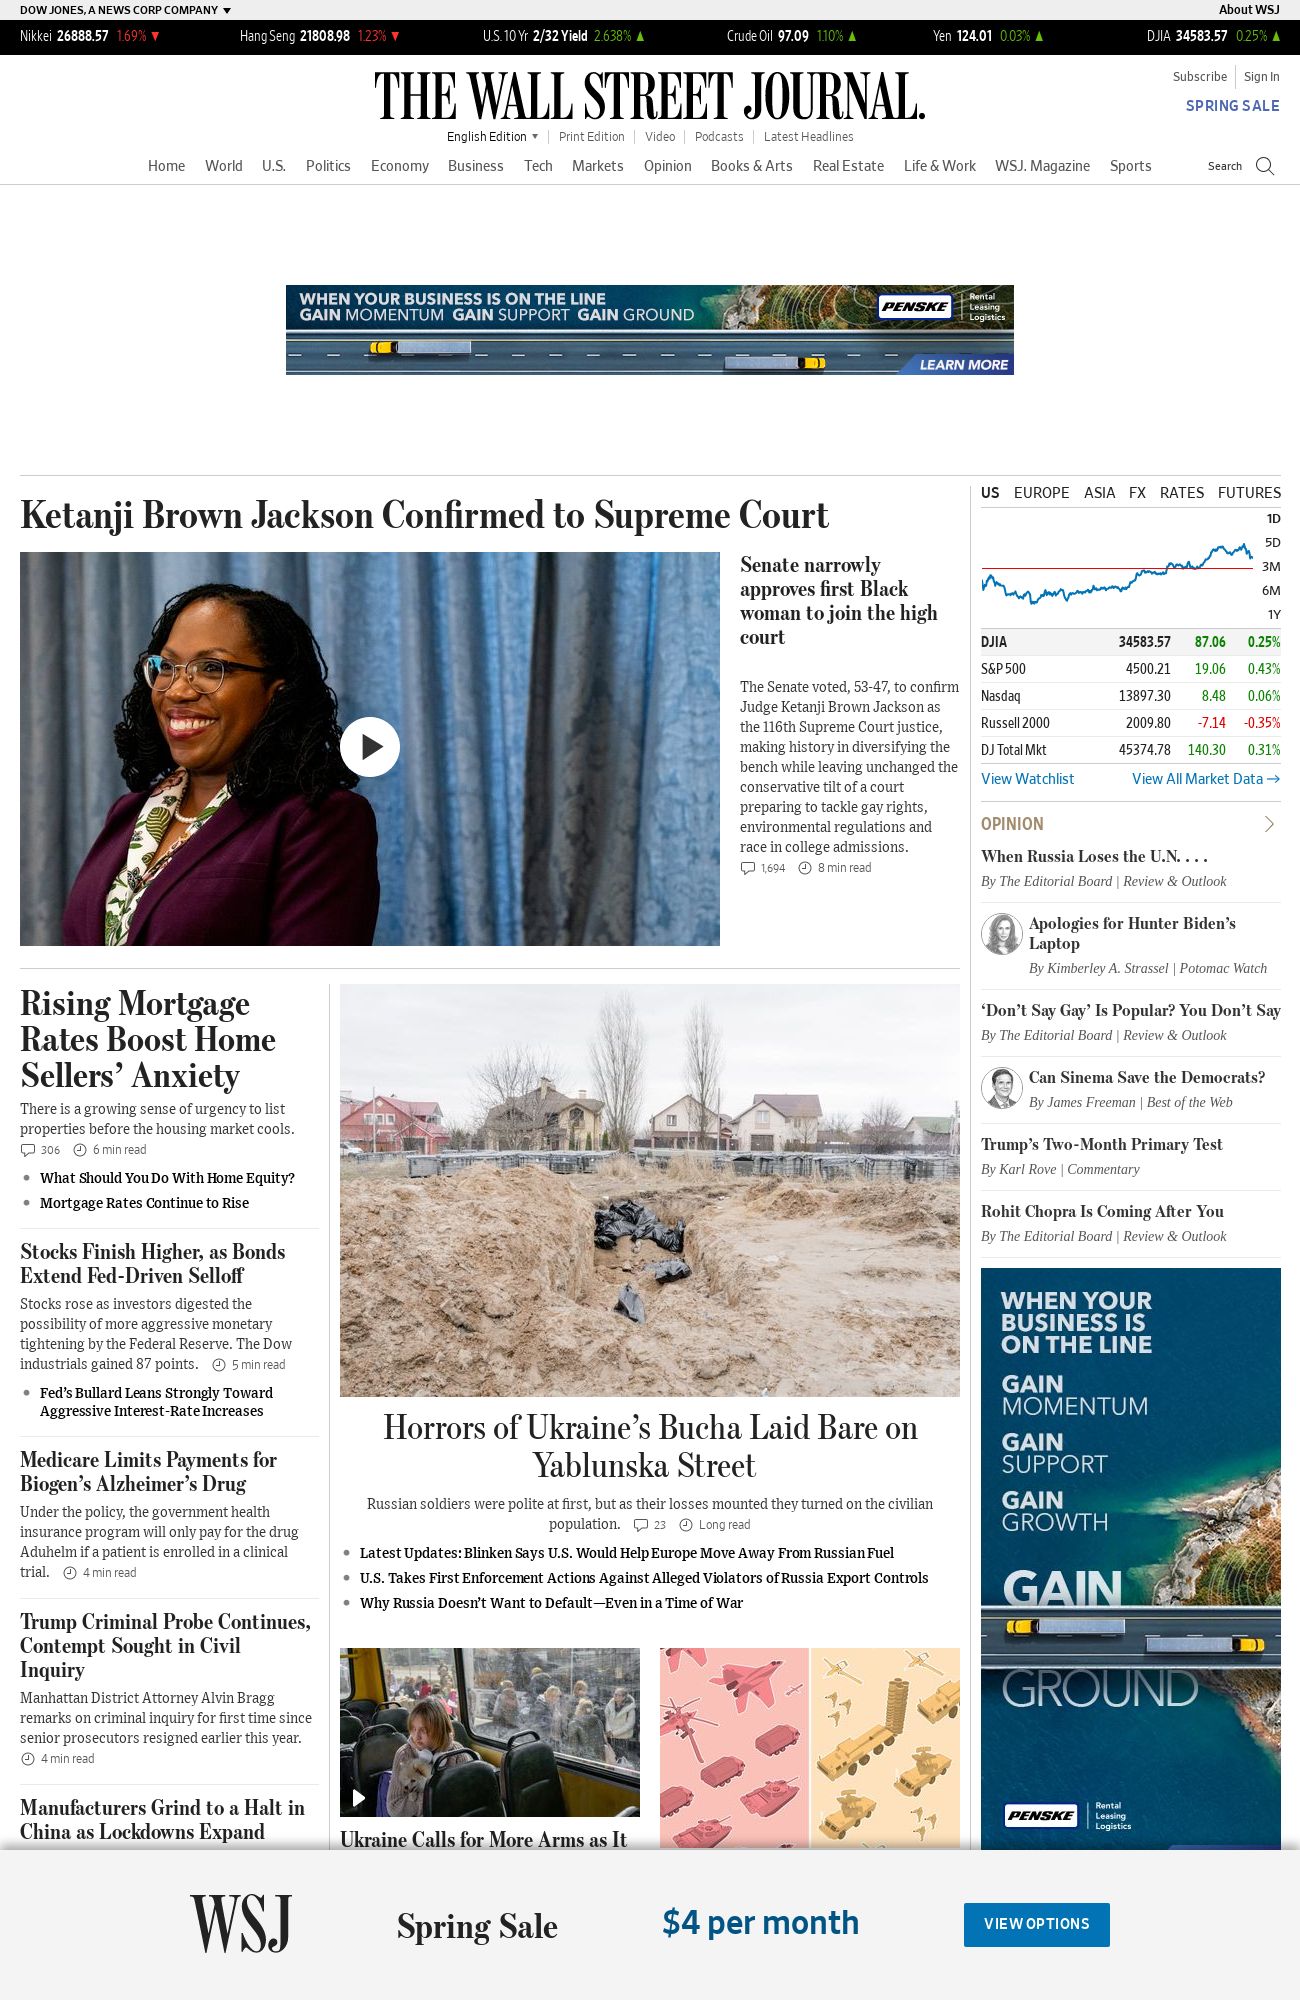 DOW JONES, A NEWS CORP COMPANY
About WSJ
Nikkei 26888.57 1.69%
Hang Seng 21808.98 1.23%
U.S. 10 Yr 2/32 Yield 2.638%
Crude Oil 97.09 1.10%
Yen 124.01 0.03%
DJIA 34583.57 0.25%
THE WALL STREET JOURNAL.
Subscribe
Sign In
SPRING SALE
English Edition
Print Edition
Video
Podcasts
Latest Headlines
Home World U.S. Politics Economy Business Tech Markets Opinion Books & Arts Real Estate Life & Work WSJ. Magazine Sports
Search
WHEN YOUR BUSINESS IS ON THE LINE
GAIN MOMENTUM GAIN SUPPORT GAIN GROUND
PENSKE
Rental
Leasing
Logistics
LEARN MORE
Ketanji Brown Jackson Confirmed to Supreme Court
Senate narrowly
approves first Black
woman to join the high
court
The Senate voted, 53-47, to confirm
Judge Ketanji Brown Jackson as
the 116th Supreme Court justice,
making history in diversifying the
bench while leaving unchanged the
conservative tilt of a court
preparing to tackle gay rights,
environmental regulations and
race in college admissions.
1,694 8 min read
Rising Mortgage
Rates Boost Home
Sellers’ Anxiety
There is a growing sense of urgency to list
properties before the housing market cools.
306 6 min read
What Should You Do With Home Equity?
Mortgage Rates Continue to Rise
Stocks Finish Higher, as Bonds
Extend Fed-Driven Selloff
Stocks rose as investors digested the
possibility of more aggressive monetary
tightening by the Federal Reserve. The Dow
industrials gained 87 points. 5 min read
Fed’s Bullard Leans Strongly Toward
Aggressive Interest-Rate Increases
Medicare Limits Payments for
Biogen’s Alzheimer’s Drug
Under the policy, the government health
insurance program will only pay for the drug
Aduhelm if a patient is enrolled in a clinical
trial. 4 min read
Trump Criminal Probe Continues,
Contempt Sought in Civil
Inquiry
Manhattan District Attorney Alvin Bragg
remarks on criminal inquiry for first time since
senior prosecutors resigned earlier this year.
4 min read
Manufacturers Grind to a Halt in
China as Lockdowns Expand
Horrors of Ukraine’s Bucha Laid Bare on
Yablunska Street
Russian soldiers were polite at first, but as their losses mounted they turned on the civilian
population. 23 Long read
Latest Updates: Blinken Says U.S. Would Help Europe Move Away From Russian Fuel
U.S. Takes First Enforcement Actions Against Alleged Violators of Russia Export Controls
Why Russia Doesn’t Want to Default—Even in a Time of War
Ukraine Calls for More Arms as It
US EUROPE ASIA FX RATES FUTURES
1D
5D
3M
6M
1Y
DJIA 34583.57 87.06 0.25%
S&P 500 4500.21 19.06 0.43%
Nasdaq 13897.30 8.48 0.06%
Russell 2000 2009.80 -7.14 -0.35%
DJ Total Mkt 45374.78 140.30 0.31%
View Watchlist
View All Market Data
OPINION
When Russia Loses the U.N. . . .
By The Editorial Board | Review & Outlook
Apologies for Hunter Biden’s
Laptop
By Kimberley A. Strassel | Potomac Watch
‘Don’t Say Gay’ Is Popular? You Don’t Say
By The Editorial Board | Review & Outlook
Can Sinema Save the Democrats?
By James Freeman | Best of the Web
Trump’s Two-Month Primary Test
By Karl Rove | Commentary
Rohit Chopra Is Coming After You
By The Editorial Board | Review & Outlook
WHEN YOUR
BUSINESS IS
ON THE LINE
GAIN
MOMENTUM
GAIN
SUPPORT
GAIN
GROWTH
GAIN
GROUND
PENSKE
Rental
Leasing
Logistics
WSJ
Spring Sale
$4 per month
VIEW OPTIONS